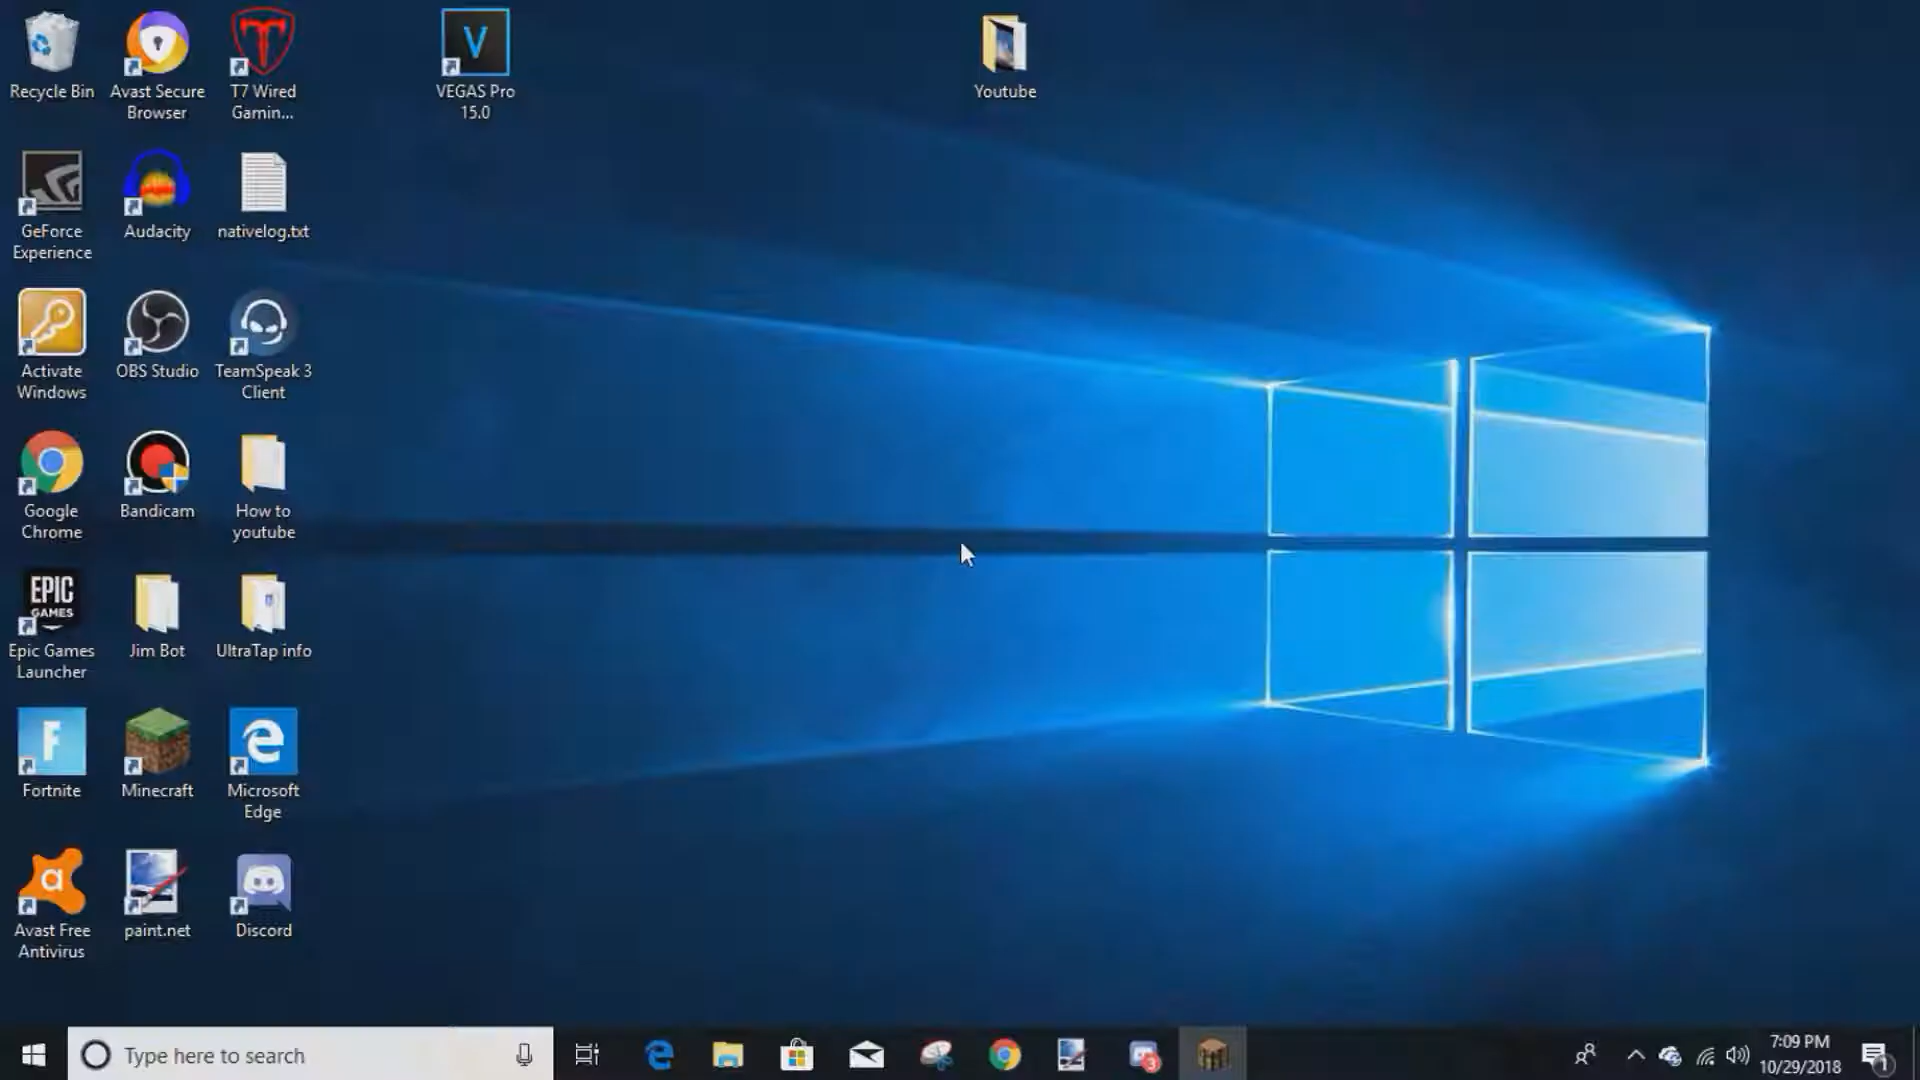 Recycle Bin
Avast Secure
Browser
T7 Wired
Gamin...
V
VEGAS Pro
15.0
Youtube
GeForce
Experience
Audacity
nativelog.txt
Activate
Windows
OBS Studio
TeamSpeak 3
Client
Google
Chrome
Bandicam
How to
youtube
EPIC
GAMES
Epic Games
Launcher
Jim Bot
UltraTap info
F
Fortnite
Minecraft
Microsoft
Edge
a
Avast Free
Antivirus
paint.net
Discord
Type here to search
3
7:09 PM
10/29/2018
1